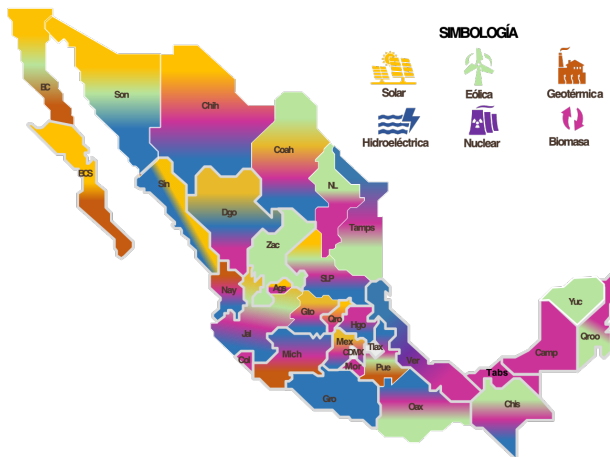 SIMBOLOGÍA
Solar
Eólica
Geotérmica
Hidroeléctrica
Nuclear
Biomasa
BC
Son
Chih
Coah
BCS
Sin
Dgo
NL
Tamps
Zac
SLP
Nay
Ags
Gto
Qro
Hgo
Jal
Mex
Tlax
CDMX
Col
Mich
Mor
Pue
Ver
Gro
Oax
Tabs
Chis
Camp
Yuc
Qroo